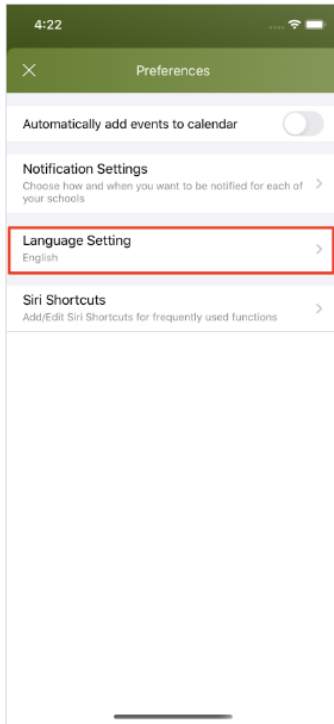 4:22
Preferences
Automatically add events to calendar
Notification Settings
Choose how and when you want to be notified for each of
your schools
Language Setting
English
Siri Shortcuts
Add/Edit Siri Shortcuts for frequently used functions